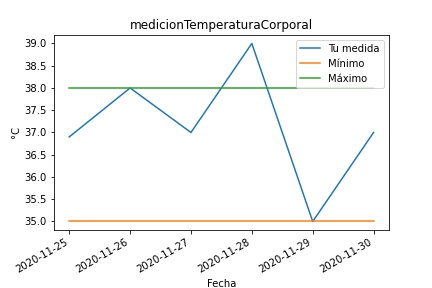 medicionTemperaturaCorporal
Tu medida
Mínimo
Máximo
39.0
38.5
38.0
37.5
37.0
36.5
36.0
35.5
35.0
°C
2020-11-25
2020-11-26
2020-11-27
2020-11-28
2020-11-29
2020-11-30
Fecha